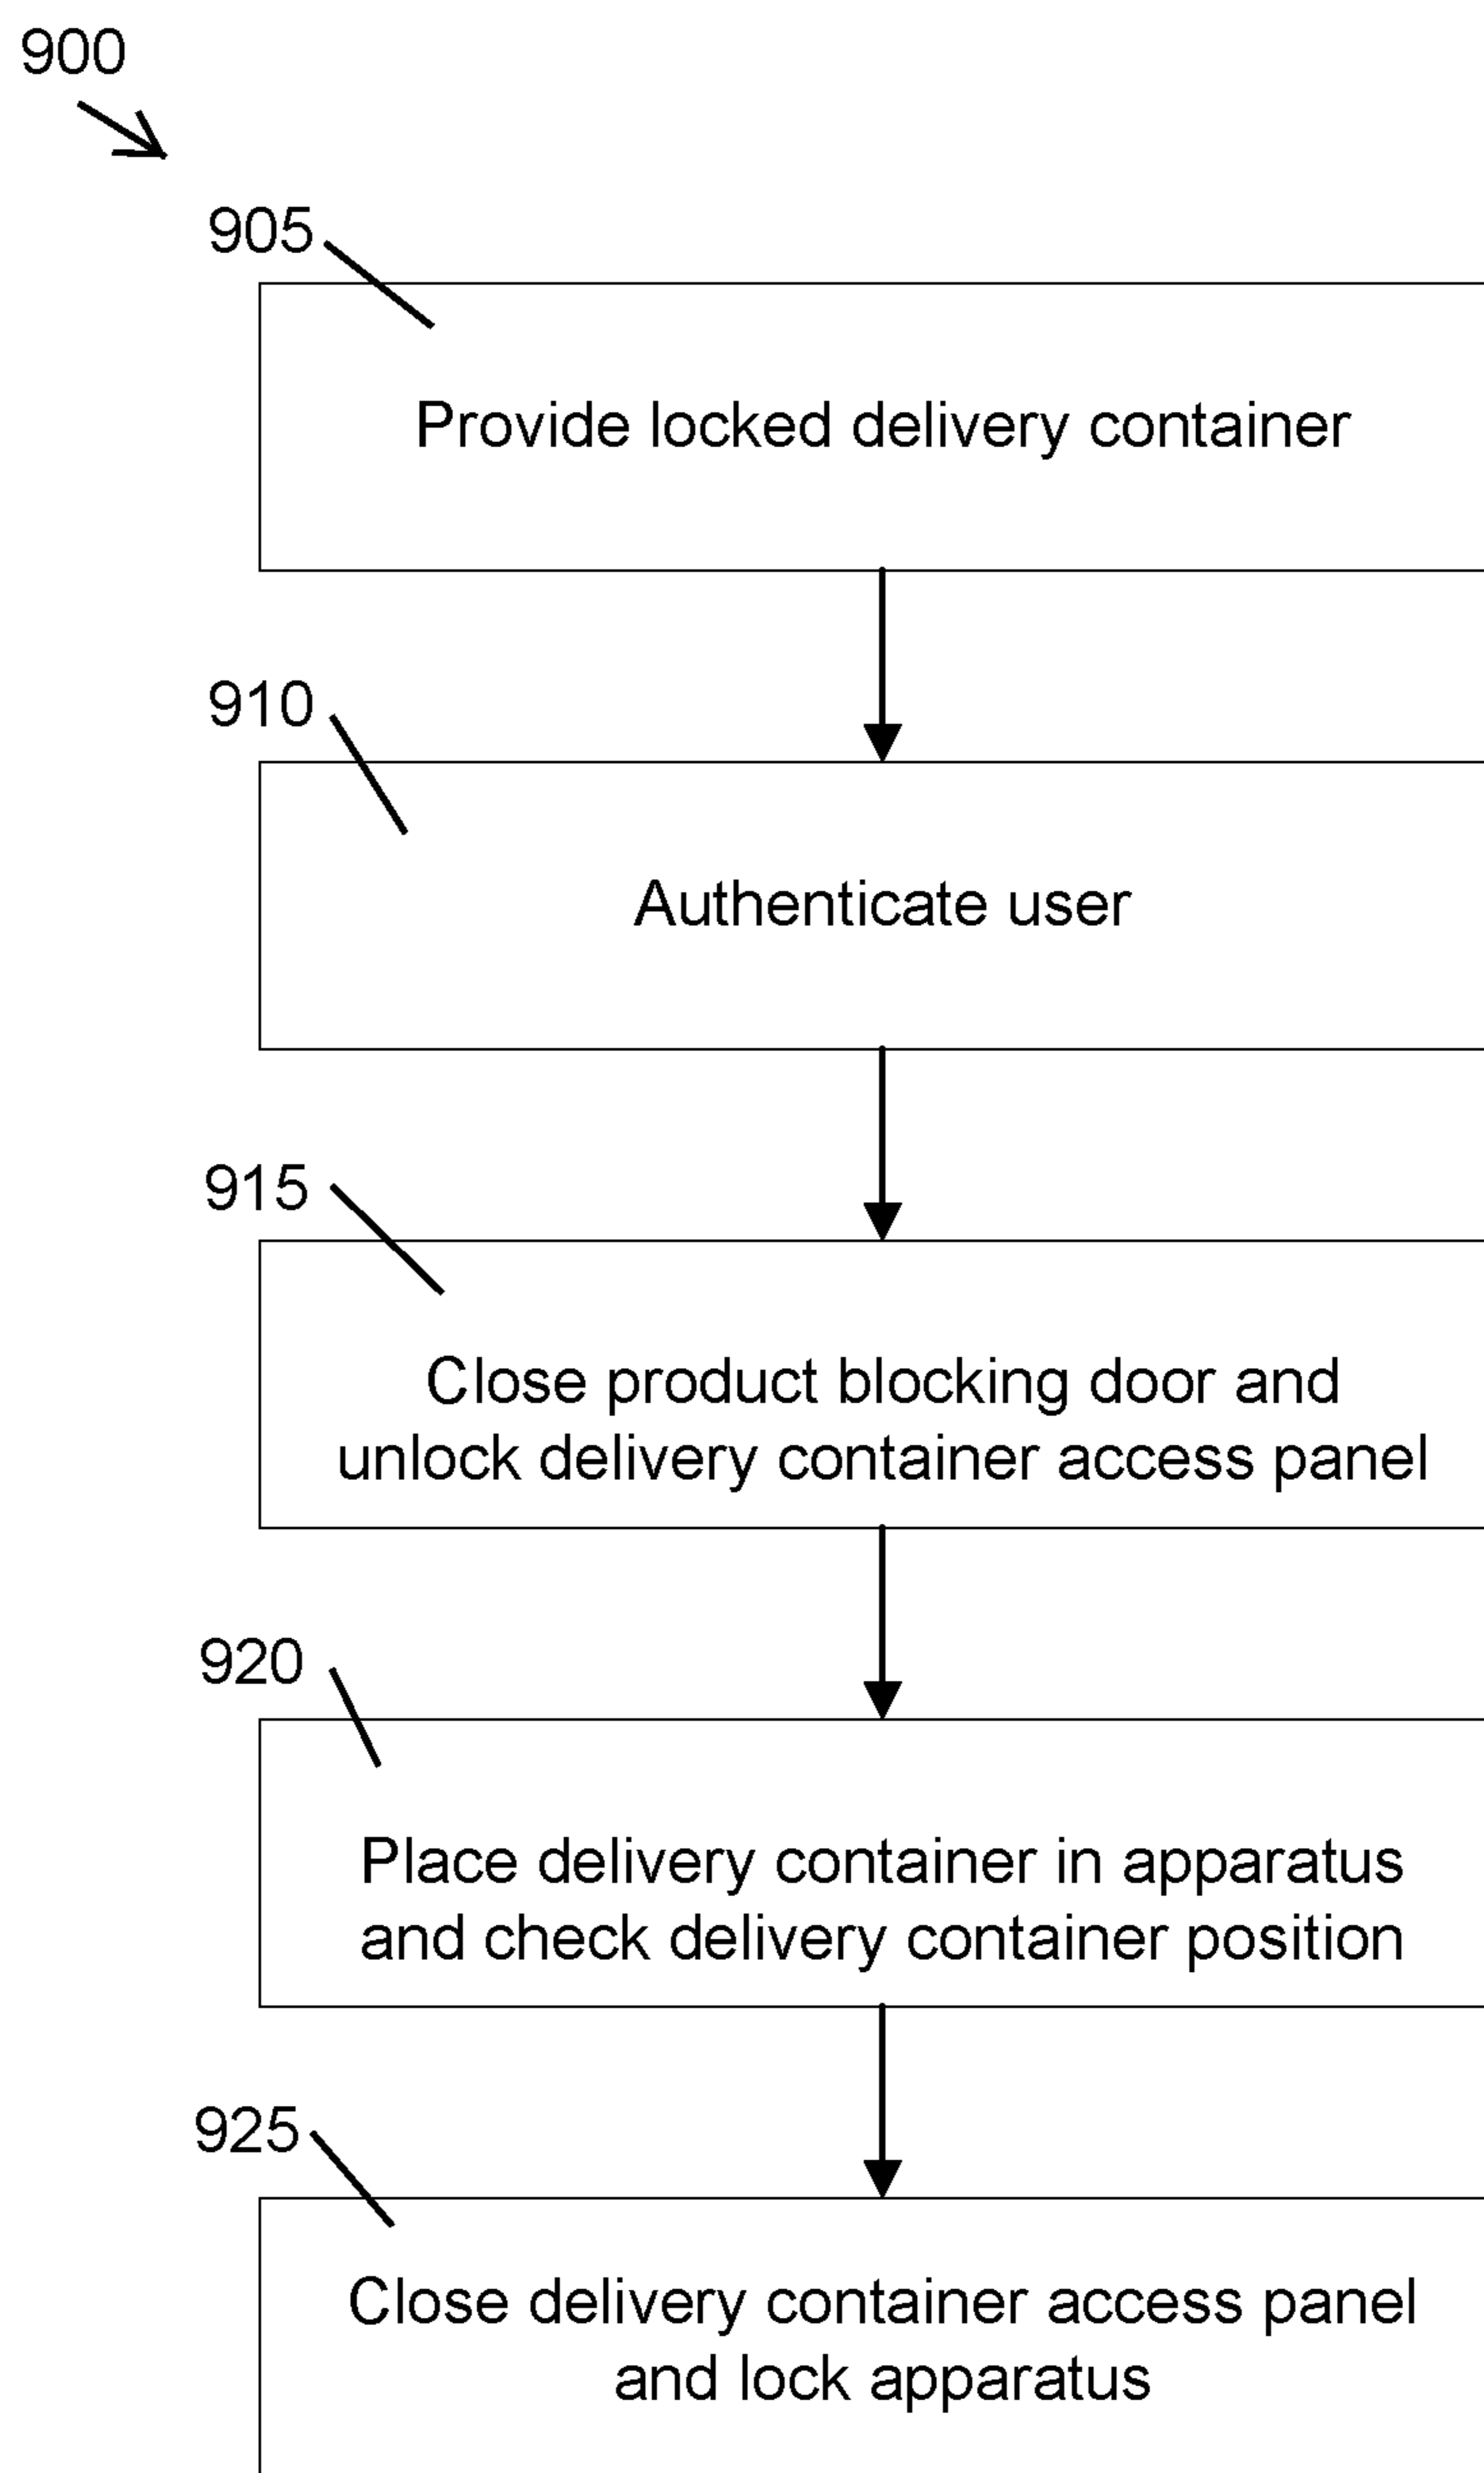 900
905
Provide locked delivery container
910
Authenticate user
915
Close product blocking door and
unlock delivery container access panel
920
Place delivery container in apparatus
and check delivery container position
925
Close delivery container access panel
and lock apparatus